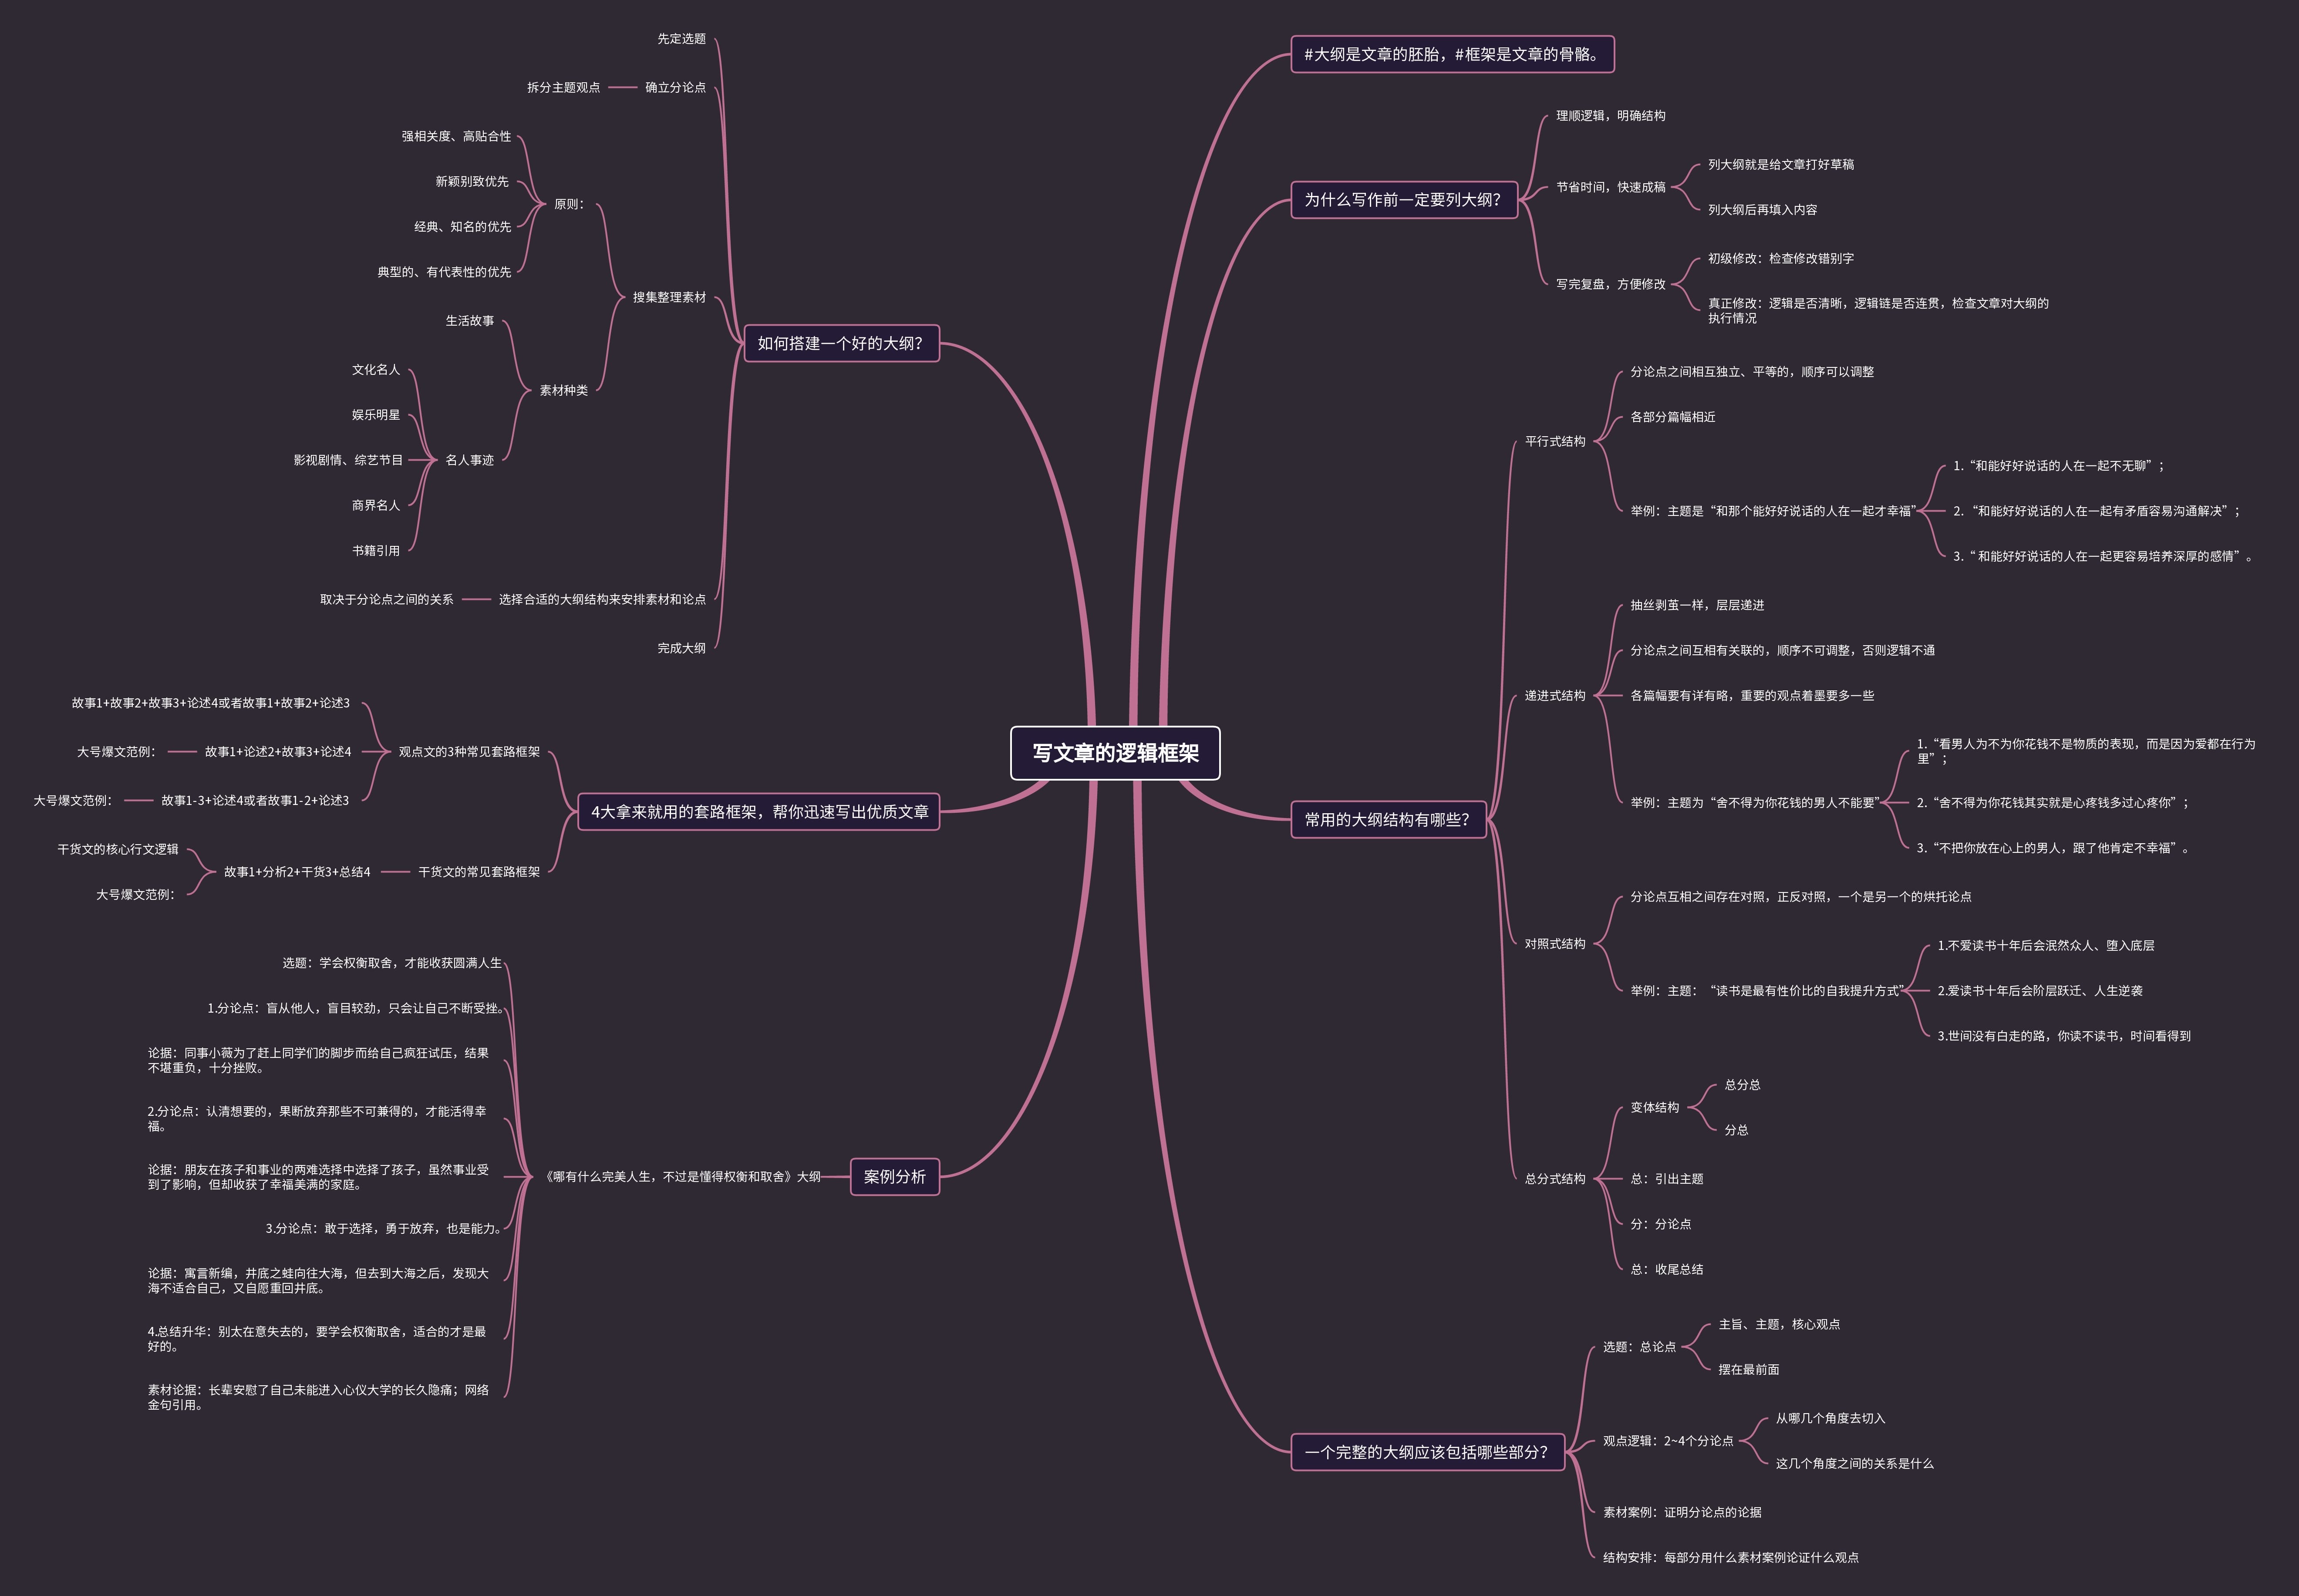 写文章的逻辑框架
#大纲是文章的胚胎，#框架是文章的骨骼。
为什么写作前一定要列大纲？
理顺逻辑，明确结构
节省时间，快速成稿
列大纲就是给文章打好草稿
列大纲后再填入内容
写完复盘，方便修改
初级修改：检查修改错别字
真正修改：逻辑是否清晰，逻辑链是否连贯，检查文章对大纲的
执行情况
常用的大纲结构有哪些？
平行式结构
分论点之间相互独立、平等的，顺序可以调整
各部分篇幅相近
举例：主题是“和那个能好好说话的人在一起才幸福”
1.“和能好好说话的人在一起不无聊”；
2. “和能好好说话的人在一起有矛盾容易沟通解决”；
3.“ 和能好好说话的人在一起更容易培养深厚的感情”。
递进式结构
抽丝剥茧一样，层层递进
分论点之间互相有关联的，顺序不可调整，否则逻辑不通
各篇幅要有详有略，重要的观点着墨要多一些
举例：主题为“舍不得为你花钱的男人不能要”
1.“看男人为不为你花钱不是物质的表现，而是因为爱都在行为
里”；
2.“舍不得为你花钱其实就是心疼钱多过心疼你”；
3.“不把你放在心上的男人，跟了他肯定不幸福”。
对照式结构
分论点互相之间存在对照，正反对照，一个是另一个的烘托论点
举例：主题：“读书是最有性价比的自我提升方式”
1.不爱读书十年后会泯然众人、堕入底层
2.爱读书十年后会阶层跃迁、人生逆袭
3.世间没有白走的路，你读不读书，时间看得到
总分式结构
变体结构
总分总
分总
总：引出主题
分：分论点
总：收尾总结
一个完整的大纲应该包括哪些部分？
选题：总论点
主旨、主题，核心观点
摆在最前面
观点逻辑：2~4个分论点
从哪几个角度去切入
这几个角度之间的关系是什么
素材案例：证明分论点的论据
结构安排：每部分用什么素材案例论证什么观点
如何搭建一个好的大纲？
先定选题
确立分论点
拆分主题观点
搜集整理素材
原则：
强相关度、高贴合性
新颖别致优先
经典、知名的优先
典型的、有代表性的优先
素材种类
生活故事
名人事迹
文化名人
娱乐明星
影视剧情、综艺节目
商界名人
书籍引用
选择合适的大纲结构来安排素材和论点
取决于分论点之间的关系
完成大纲
4大拿来就用的套路框架，帮你迅速写出优质文章
观点文的3种常见套路框架
故事1+故事2+故事3+论述4或者故事1+故事2+论述3
故事1+论述2+故事3+论述4
大号爆文范例：
故事1-3+论述4或者故事1-2+论述3
大号爆文范例：
干货文的常见套路框架
故事1+分析2+干货3+总结4
干货文的核心行文逻辑
大号爆文范例：
案例分析
《哪有什么完美人生，不过是懂得权衡和取舍》大纲
选题：学会权衡取舍，才能收获圆满人生
1.分论点：盲从他人，盲目较劲，只会让自己不断受挫。
论据：同事小薇为了赶上同学们的脚步而给自己疯狂试压，结果
不堪重负，十分挫败。
2.分论点：认清想要的，果断放弃那些不可兼得的，才能活得幸
福。
论据：朋友在孩子和事业的两难选择中选择了孩子，虽然事业受
到了影响，但却收获了幸福美满的家庭。
3.分论点：敢于选择，勇于放弃，也是能力。
论据：寓言新编，井底之蛙向往大海，但去到大海之后，发现大
海不适合自己，又自愿重回井底。
4.总结升华：别太在意失去的，要学会权衡取舍，适合的才是最
好的。
素材论据：长辈安慰了自己未能进入心仪大学的长久隐痛；网络
金句引用。